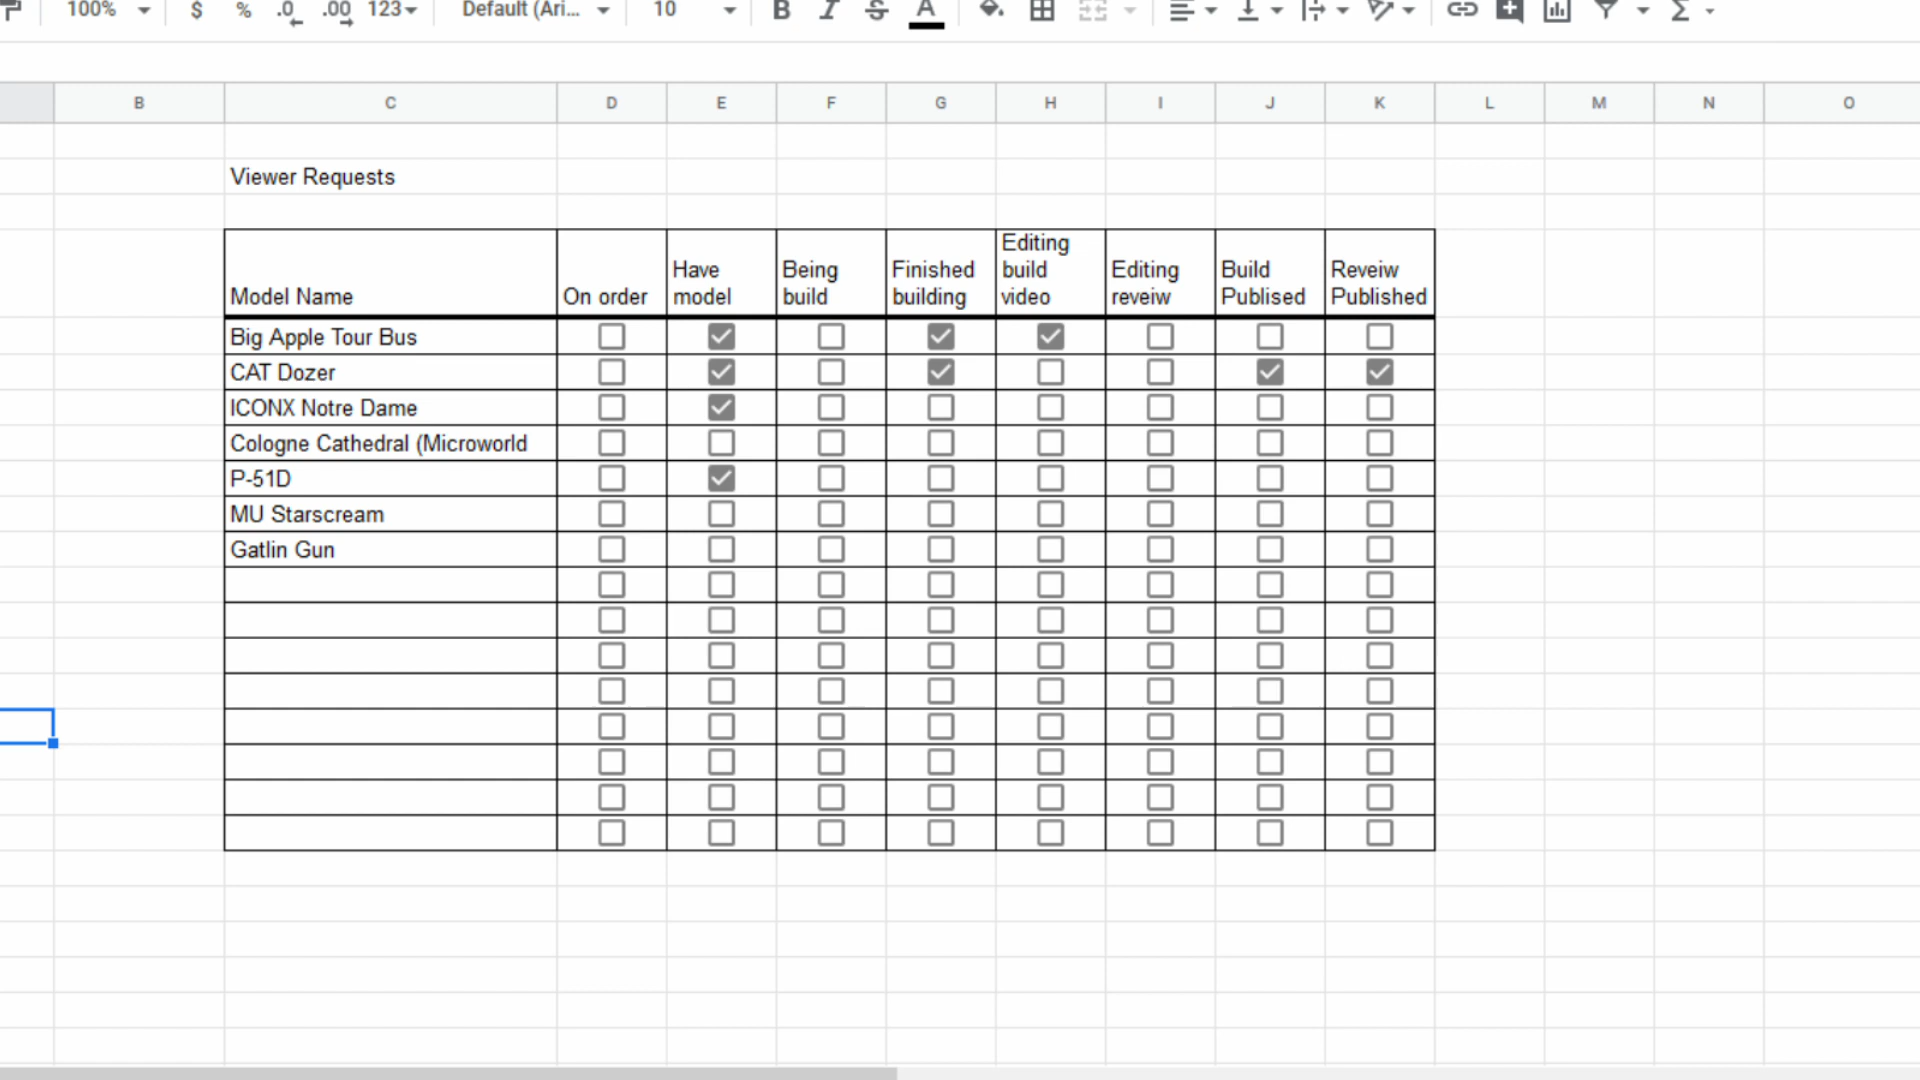 100% $ % .0 .00 123 Default (Ari... 10 B I S A Σ
B C D E F G H I J K L M N O
Viewer Requests
Model Name On order Have model Being build Finished building Editing build video Editing reveiw Build Publised Reveiw Published
Big Apple Tour Bus
CAT Dozer
ICONX Notre Dame
Cologne Cathedral (Microworld
P-51D
MU Starscream
Gatlin Gun